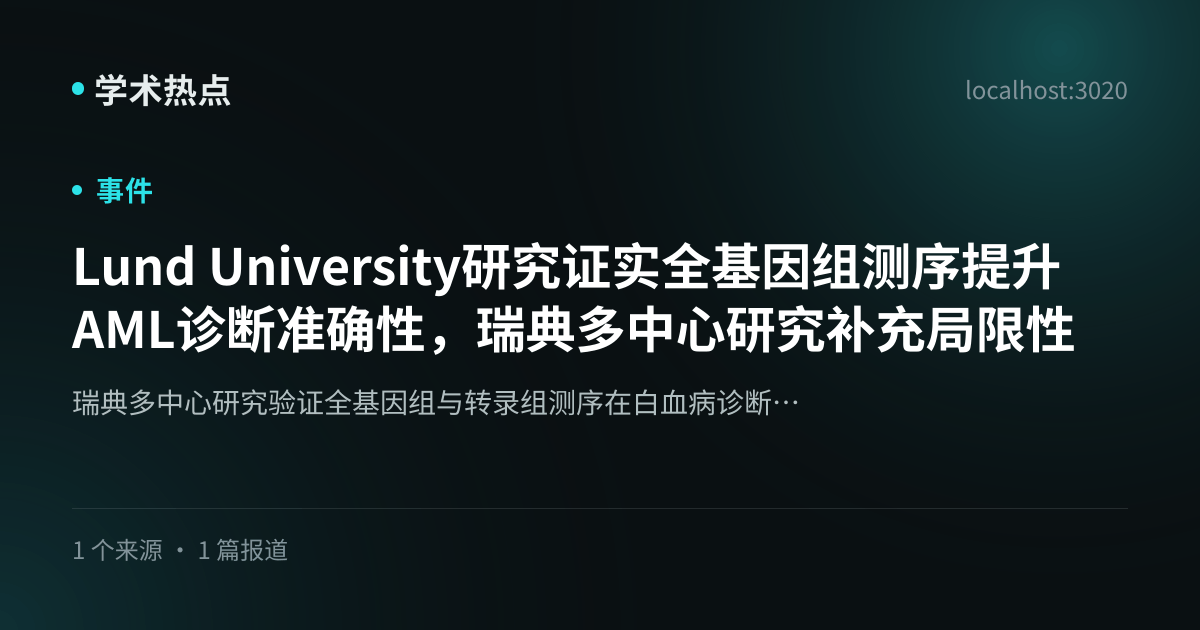 学术热点
localhost:3020
事件
Lund University研究证实全基因组测序提升
AML诊断准确性，瑞典多中心研究补充局限性
瑞典多中心研究验证全基因组与转录组测序在白血病诊断…
1 个来源 · 1 篇报道